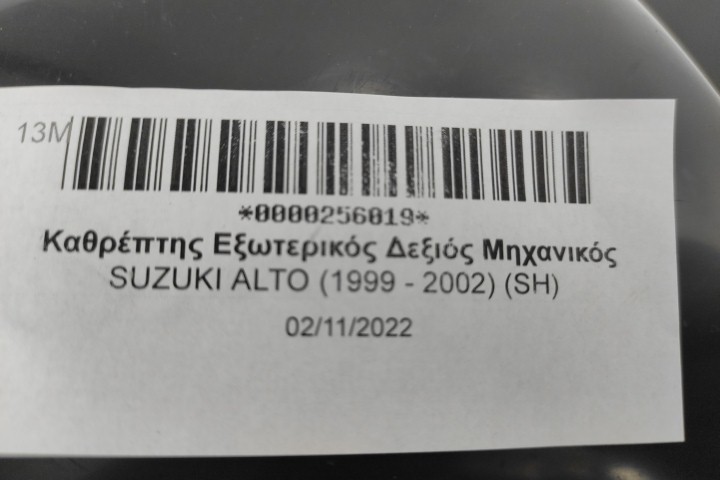 13M
*0000256019*
Καθρέπτης Εξωτερικός Δεξιός Μηχανικός
SUZUKI ALTO (1999 - 2002) (SH)
02/11/2022